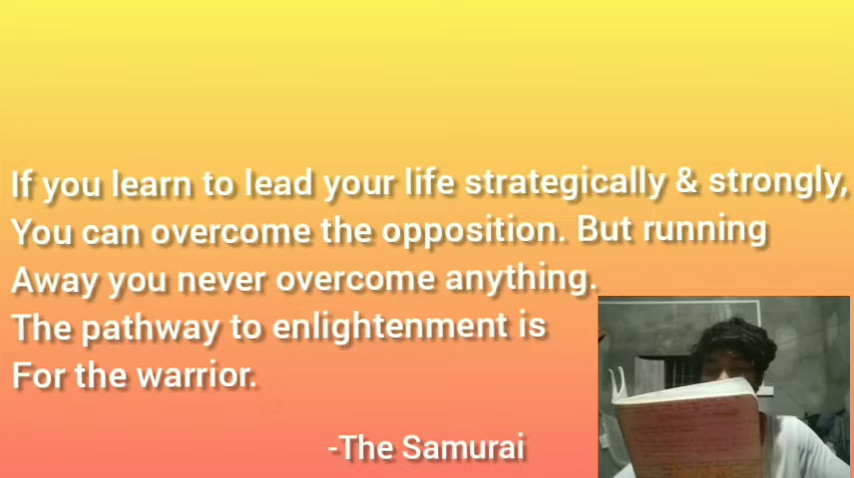 If you learn to lead your life strategically & strongly,
You can overcome the opposition. But running
Away you never overcome anything.
The pathway to enlightenment is
For the warrior.
-The Samurai